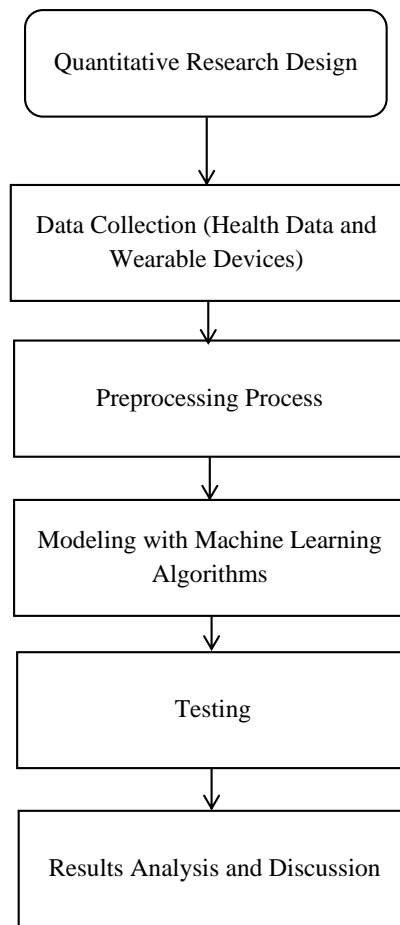 Quantitative Research Design
Data Collection (Health Data and
Wearable Devices)
Preprocessing Process
Modeling with Machine Learning
Algorithms
Testing
Results Analysis and Discussion